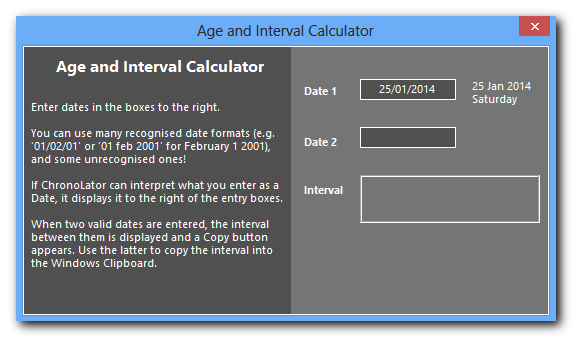 Age and Interval Calculator
Age and Interval Calculator
Enter dates in the boxes to the right.
You can use many recognised date formats (e.g.
'01/02/01' or '01 feb 2001' for February 1 2001),
and some unrecognised ones!
If ChronoLator can interpret what you enter as a
Date, it displays it to the right of the entry boxes.
When two valid dates are entered, the interval
between them is displayed and a Copy button
appears. Use the latter to copy the interval into
the Windows Clipboard.
Date 1
25/01/2014
25 Jan 2014
Saturday
Date 2
Interval